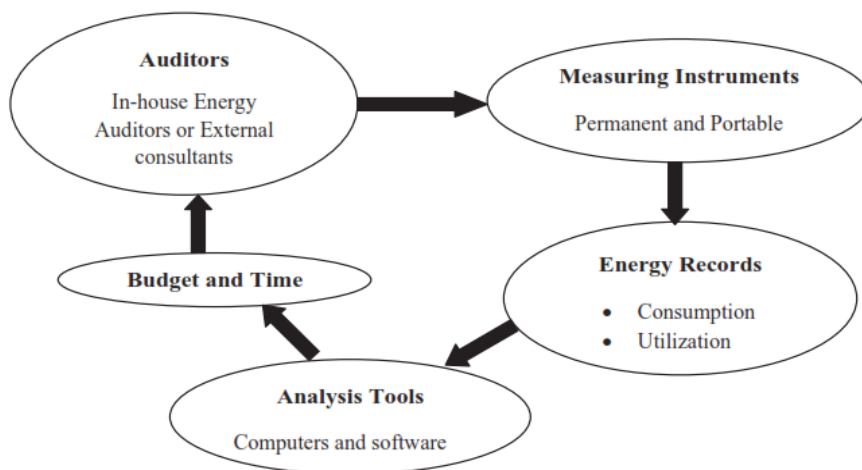 Auditors
In-house Energy
Auditors or External
consultants
Measuring Instruments
Permanent and Portable
Energy Records
• Consumption
• Utilization
Analysis Tools
Computers and software
Budget and Time